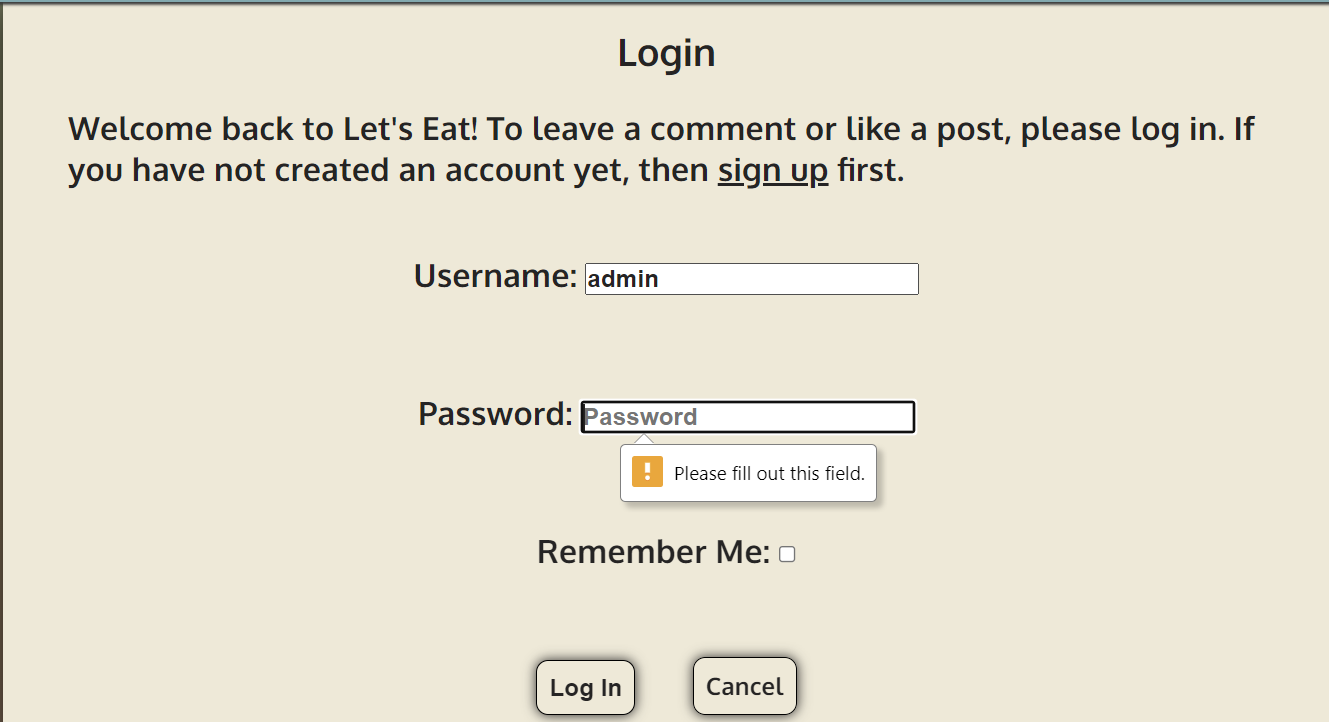 Login
Welcome back to Let's Eat! To leave a comment or like a post, please log in. If
you have not created an account yet, then sign up first.
Username: admin
Password: Password
! Please fill out this field.
Remember Me:
Log In Cancel